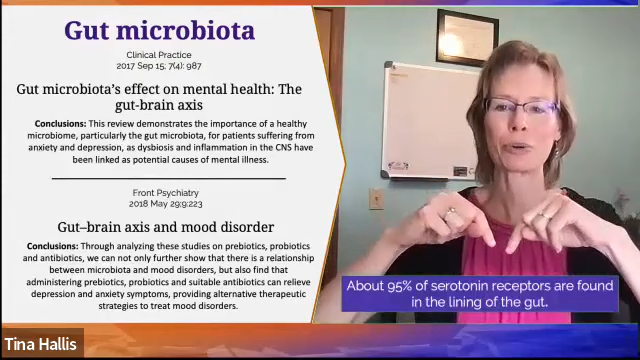 Gut microbiota
Clinical Practice
2017 Sep 15; 7(4): 987
Gut microbiota's effect on mental health: The
gut-brain axis
Conclusions: This review demonstrates the importance of a healthy
microbiome, particularly the gut microbiota, for patients suffering from
anxiety and depression, as dysbiosis and inflammation in the CNS have
been linked as potential causes of mental illness.
Front Psychiatry
2018 May 29;9:223
Gut–brain axis and mood disorder
Conclusions: Through analyzing these studies on prebiotics, probiotics
and antibiotics, we can not only further show that there is a relationship
between microbiota and mood disorders, but also find that
administering prebiotics, probiotics and suitable antibiotics can relieve
depression and anxiety symptoms, providing alternative therapeutic
strategies to treat mood disorders.
About 95% of serotonin receptors are found
in the lining of the gut.
Tina Hallis